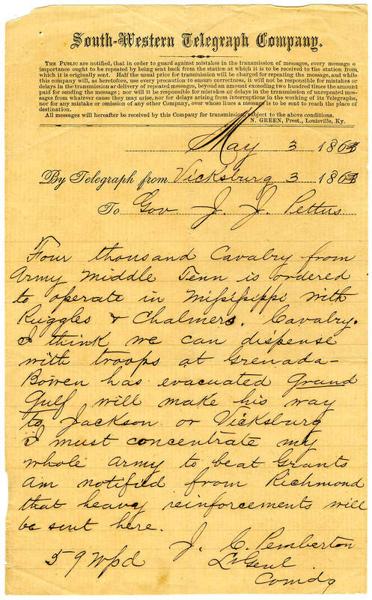 South-Western Telegraph Company.
THE PUBLIC are notified, that in order to guard against mistakes in the transmission of messages, every message of
importance ought to be repeated by being sent back from the station at which it is to be received to the station from
which it is originally sent. Half the usual price for transmission will be charged for repeating the message, and while
this company will, as heretofore, use every precaution to ensure correctness, it will not be responsible for mistakes or
delays in the transmission or delivery of repeated messages, beyond an amount exceeding two hundred times the amount
paid for sending the message; nor will it be responsible for mistakes or delays in the transmission of unrepeated messages
from whatever cause they may arise, nor for delays arising from interruptions in the working of its Telegraphs,
nor for any mistake or omission of any other Company, over whose lines a message is to be sent to reach the place of
destination.
All messages will hereafter be received by this Company for transmission subject to the above conditions.
N. GREEN, Prest., Louisville, Ky.
May 3 1863
By Telegraph from Vicksburg 3 1863
To Gov. J. J. Pettus
Four thousand Cavalry from
Army Middle Tenn is ordered
to operate in Missisippi with
Ruggles & Chalmers. Cavalry.
I think we can dispense
with troops at Grenada-
Bowen has evacuated Grand
Gulf will make his way
to Jackson or Vicksburg
I must concentrate my
whole army to beat Grants
am notified from Richmond
that heavy reinforcements will
be sent here.
J. C. Pemberton
59 Wpd Lt Genl
Comdg